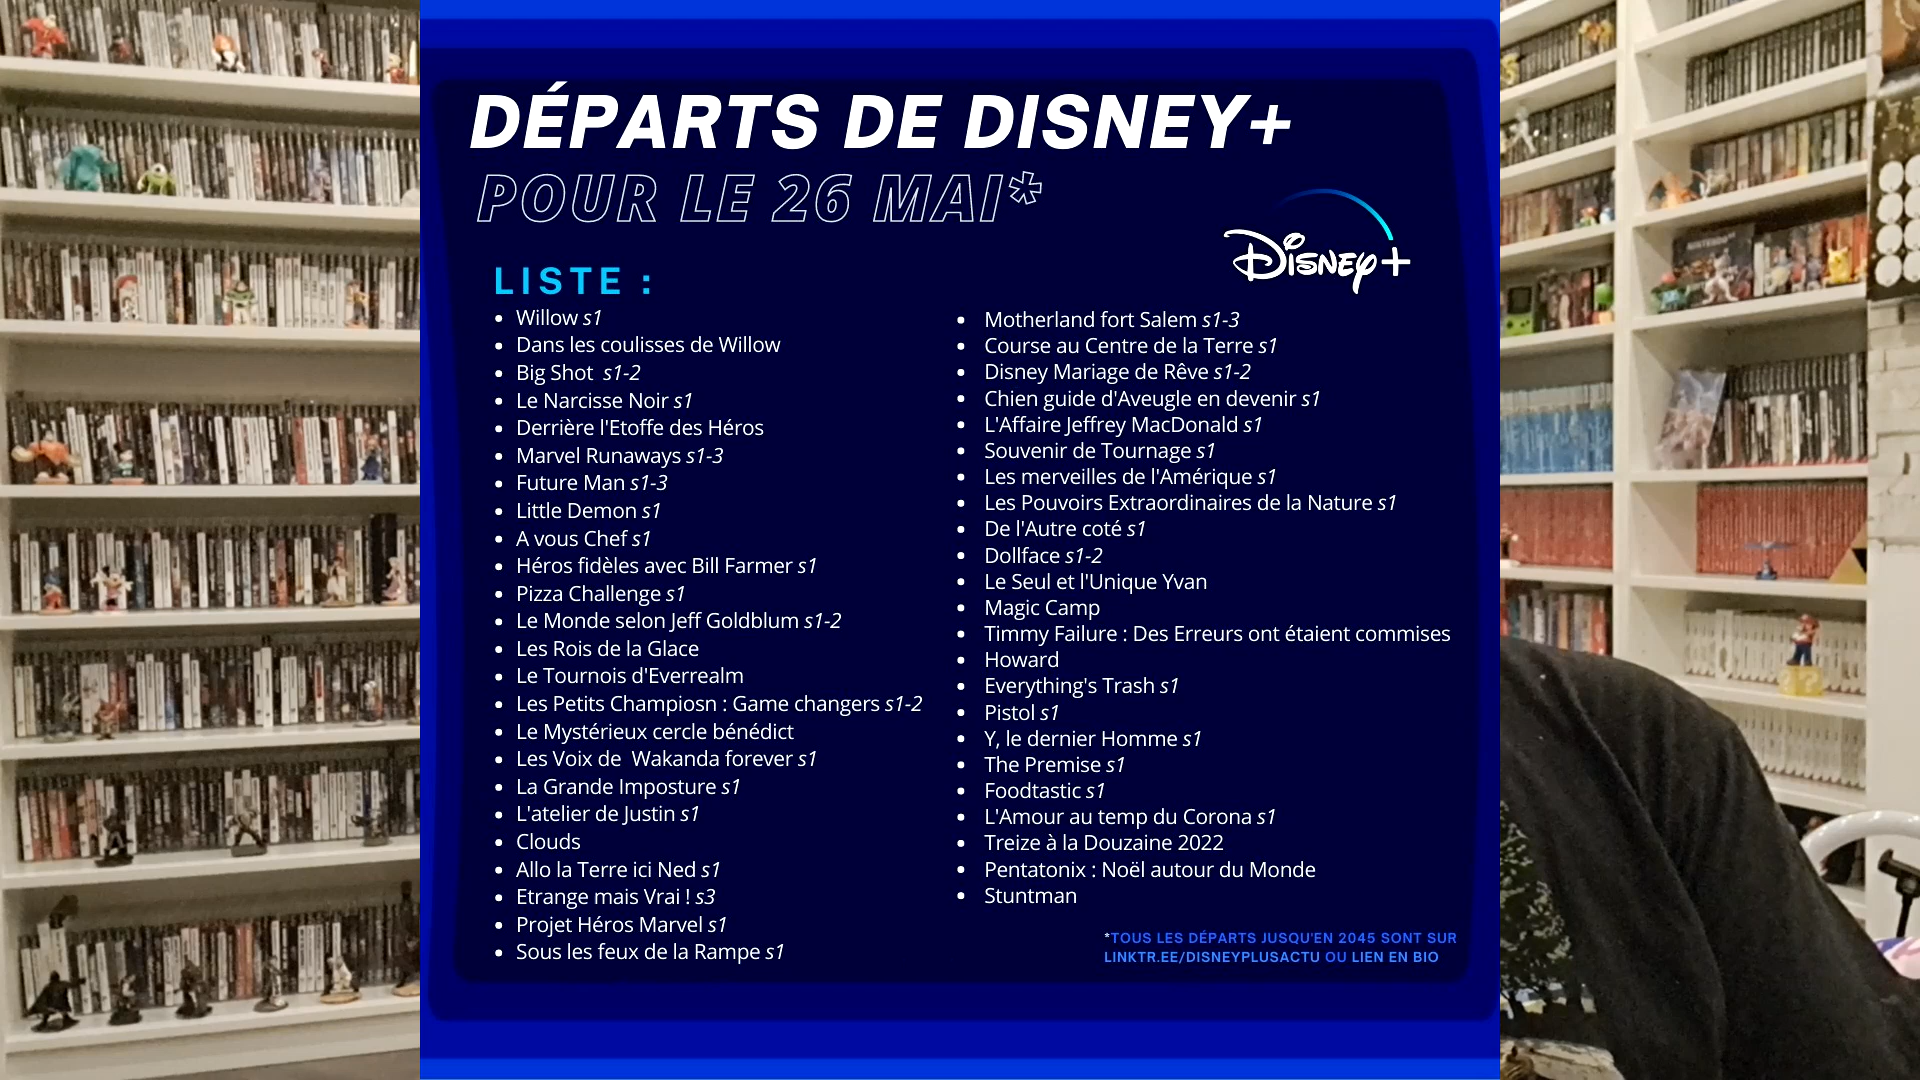 DÉPARTS DE DISNEY+
POUR LE 26 MAI*
Disney+
LISTE :
Willow s1
Dans les coulisses de Willow
Big Shot s1-2
Le Narcisse Noir s1
Derrière l'Etoffe des Héros
Marvel Runaways s1-3
Future Man s1-3
Little Demon s1
A vous Chef s1
Héros fidèles avec Bill Farmer s1
Pizza Challenge s1
Le Monde selon Jeff Goldblum s1-2
Les Rois de la Glace
Le Tournois d'Everrealm
Les Petits Champiosn : Game changers s1-2
Le Mystérieux cercle bénédict
Les Voix de Wakanda forever s1
La Grande Imposture s1
L'atelier de Justin s1
Clouds
Allo la Terre ici Ned s1
Etrange mais Vrai ! s3
Projet Héros Marvel s1
Sous les feux de la Rampe s1
Motherland fort Salem s1-3
Course au Centre de la Terre s1
Disney Mariage de Rêve s1-2
Chien guide d'Aveugle en devenir s1
L'Affaire Jeffrey MacDonald s1
Souvenir de Tournage s1
Les merveilles de l'Amérique s1
Les Pouvoirs Extraordinaires de la Nature s1
De l'Autre coté s1
Dollface s1-2
Le Seul et l'Unique Yvan
Magic Camp
Timmy Failure : Des Erreurs ont étaient commises
Howard
Everything's Trash s1
Pistol s1
Y, le dernier Homme s1
The Premise s1
Foodtastic s1
L'Amour au temp du Corona s1
Treize à la Douzaine 2022
Pentatonix : Noël autour du Monde
Stuntman
*TOUS LES DÉPARTS JUSQU'EN 2045 SONT SUR
LINKTR.EE/DISNEYPLUSACTU OU LIEN EN BIO